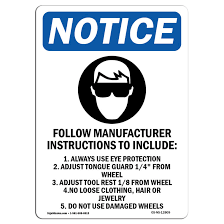 NOTICE
FOLLOW MANUFACTURER
INSTRUCTIONS TO INCLUDE:
1. ALWAYS USE EYE PROTECTION
2. ADJUST TONGUE GUARD 1/4" FROM
WHEEL
3. ADJUST TOOL REST 1/8 FROM WHEEL
4.NO LOOSE CLOTHING, HAIR OR
JEWELRY
5. DO NOT USE DAMAGED WHEELS